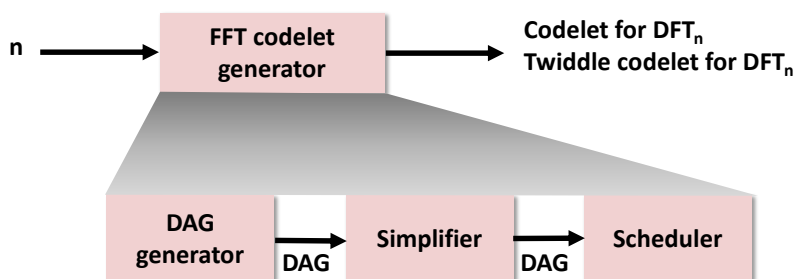 n
FFT codelet
generator
Codelet for DFTn
Twiddle codelet for DFTn
DAG
generator
DAG
Simplifier
DAG
Scheduler